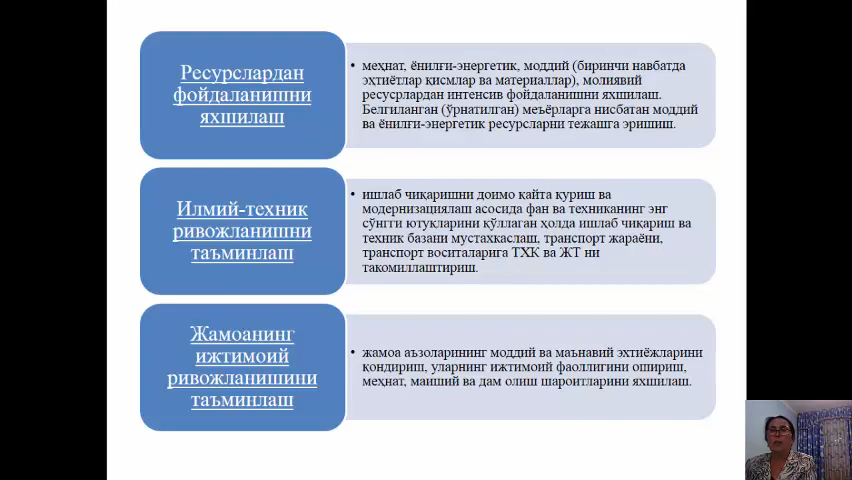 Ресурслардан
фойдаланишни
яхшилаш
• меҳнат, ёнилғи-энергетик, моддий (биринчи навбатда
эҳтиётлар қисмлар ва материаллар), молиявий
ресусрлардан интенсив фойдаланишни яхшилаш.
Белгиланган (ўрнатилган) меъёрларга нисбатан моддий
ва ёнилғи-энергетик ресурсларни тежашга эришиш.
Илмий-техник
ривожланишни
таъминлаш
• ишлаб чиқаришни доимо қайта қуриш ва
модернизациялаш асосида фан ва техниканинг энг
сўнгги ютуқларини қўллаган ҳолда ишлаб чиқариш ва
техник базани мустаҳкаслаш, транспорт жараёни,
транспорт воситаларига ТХК ва ЖТ ни
такомиллаштириш.
Жамоанинг
ижтимоий
ривожланишини
таъминлаш
• жамоа аъзоларининг моддий ва маънавий эҳтиёжларини
қондириш, уларнинг ижтимоий фаоллигини ошириш,
меҳнат, маиший ва дам олиш шароитларини яхшилаш.